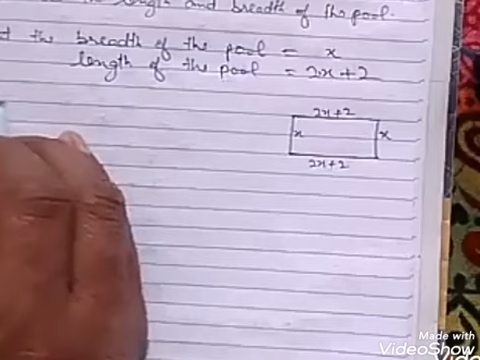 length and breadth of the pool.
the breadth of the pool = x
length of the pool = 2x+2
2x+2
x x
2x+2
Made with
VideoShow